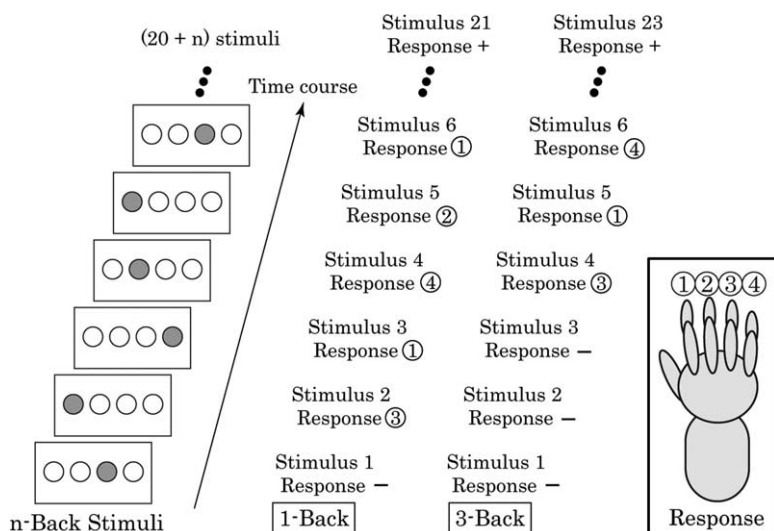 (20 + n) stimuli
Time course
n-Back Stimuli
Stimulus 21
Response +
Stimulus 6
Response ①
Stimulus 5
Response ②
Stimulus 4
Response ④
Stimulus 3
Response ①
Stimulus 2
Response ③
Stimulus 1
Response –
1-Back
Stimulus 23
Response +
Stimulus 6
Response ④
Stimulus 5
Response ①
Stimulus 4
Response ③
Stimulus 3
Response –
Stimulus 2
Response –
Stimulus 1
Response –
3-Back
①②③④
Response